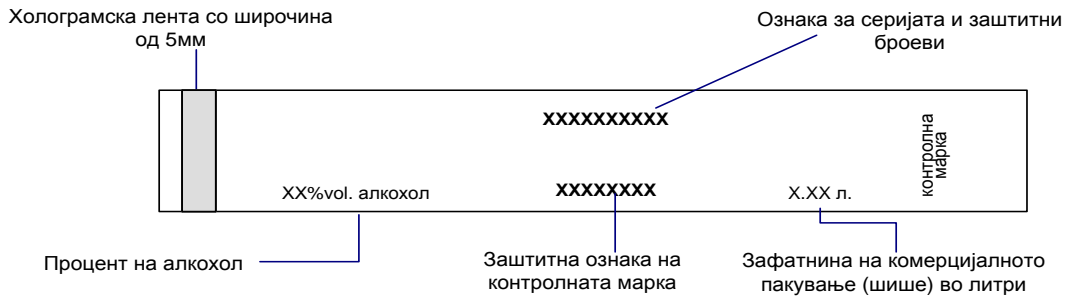 Холограмска лента со широчина
од 5мм
Ознака за серијата и заштитни
броеви
XXXXXXXXXX
контролна
марка
XX%vol. алкохол
XXXXXXXX
X.XX л.
Процент на алкохол
Заштитна ознака на
контролната марка
Зафатнина на комерцијалното
пакување (шише) во литри